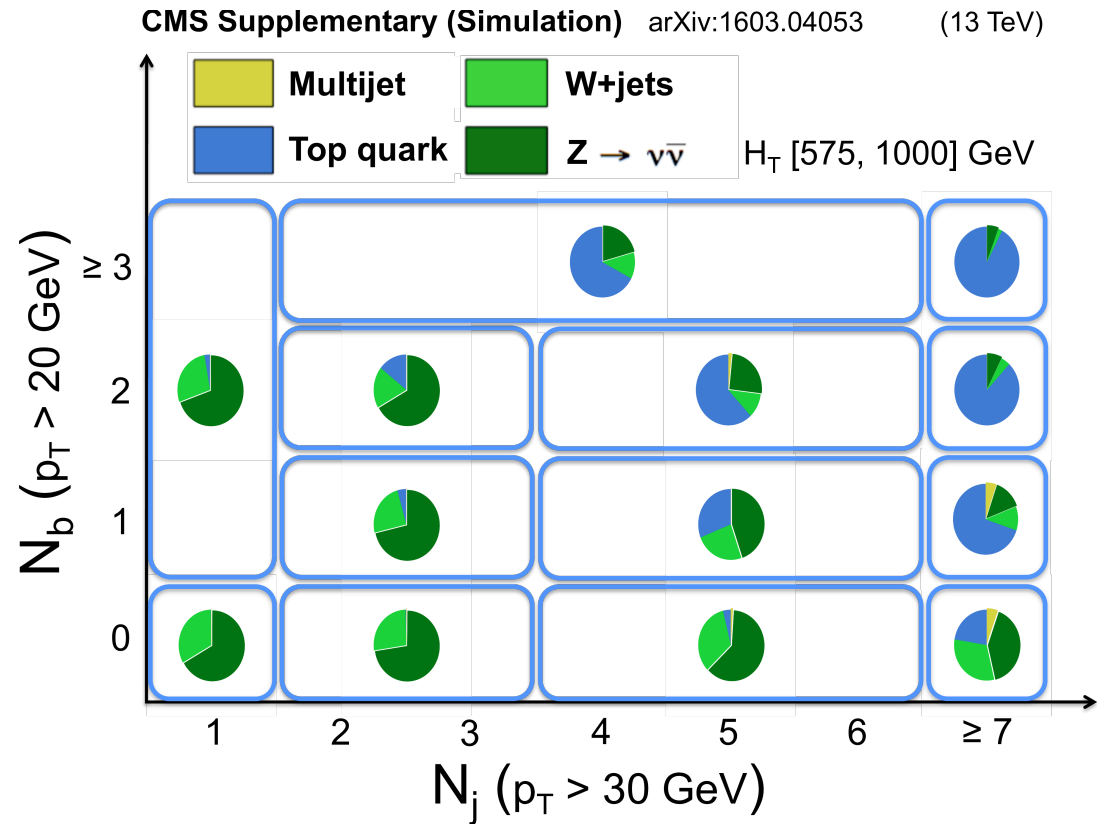 CMS Supplementary (Simulation) arXiv:1603.04053 (13 TeV)
Multijet W+jets
Top quark Z → νν̅
H_T [575, 1000] GeV
N_b (p_T > 20 GeV)
≥ 3
2
1
0
1 2 3 4 5 6 ≥ 7
N_j (p_T > 30 GeV)